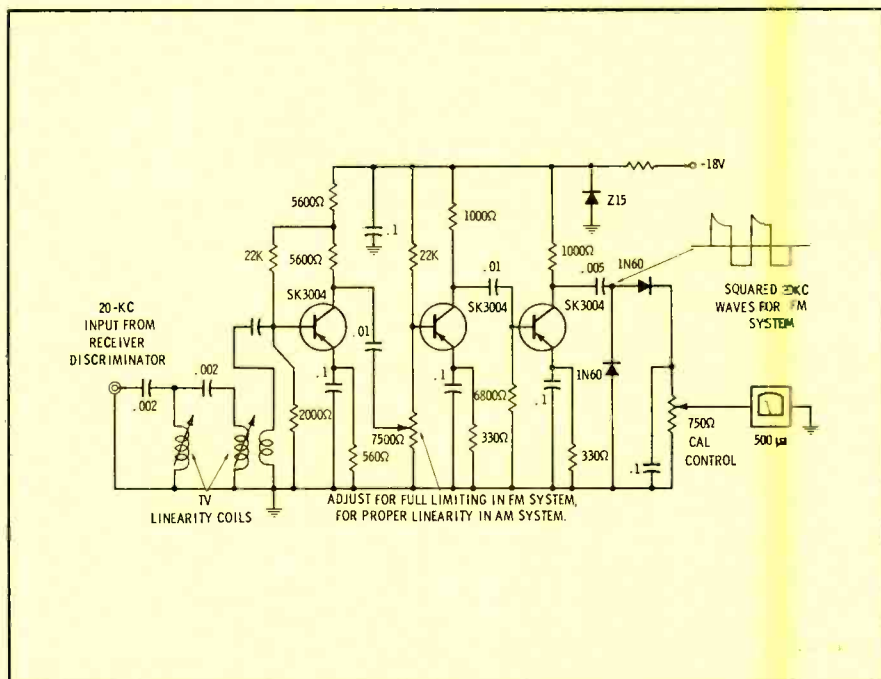 -18V
5600Ω
Z15
.1
1000Ω
1000Ω
22K
5600Ω
22K
.01
.005
1N60
SK3004
SK3004
SK3004
SQUARED KC
WAVES FOR FM
SYSTEM
20-KC
INPUT FROM
RECEIVER
DISCRIMINATOR
.01
.002
.002
.1
.1
.1
1N60
2000Ω
7500Ω
6800Ω
750Ω
CAL
CONTROL
500 μa
560Ω
330Ω
330Ω
.1
TV
LINEARITY COILS
ADJUST FOR FULL LIMITING IN FM SYSTEM,
FOR PROPER LINEARITY IN AM SYSTEM.